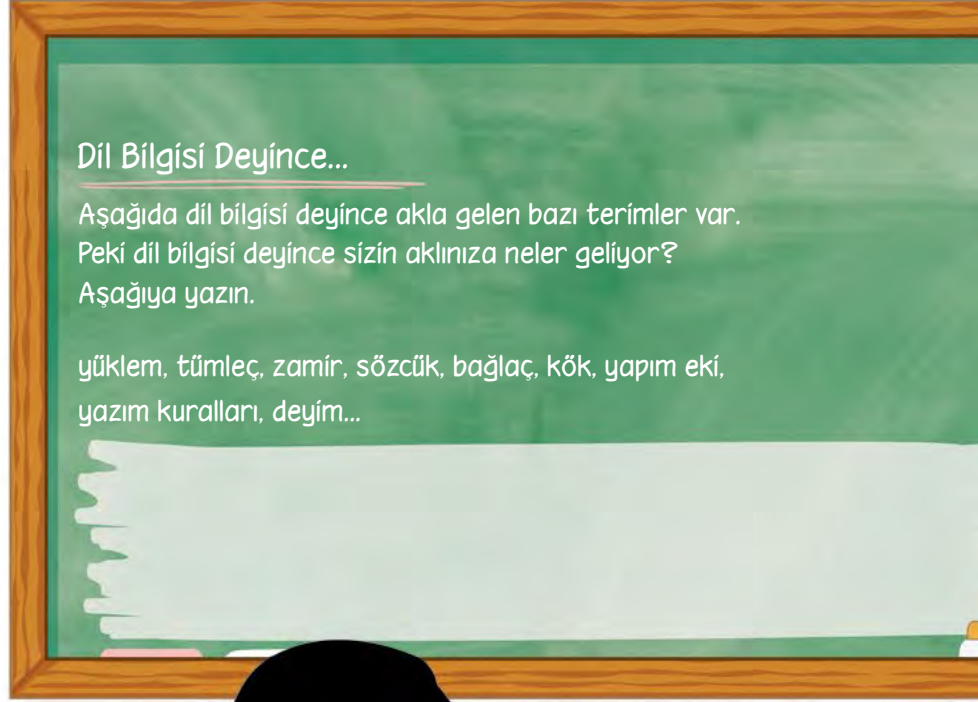 Dil Bilgisi Deyince...
Aşağıda dil bilgisi deyince akla gelen bazı terimler var.
Peki dil bilgisi deyince sizin aklınıza neler geliyor?
Aşağıya yazın.
yüklem, tümleç, zamir, sözcük, bağlaç, kök, yapım eki,
yazım kuralları, deyim...